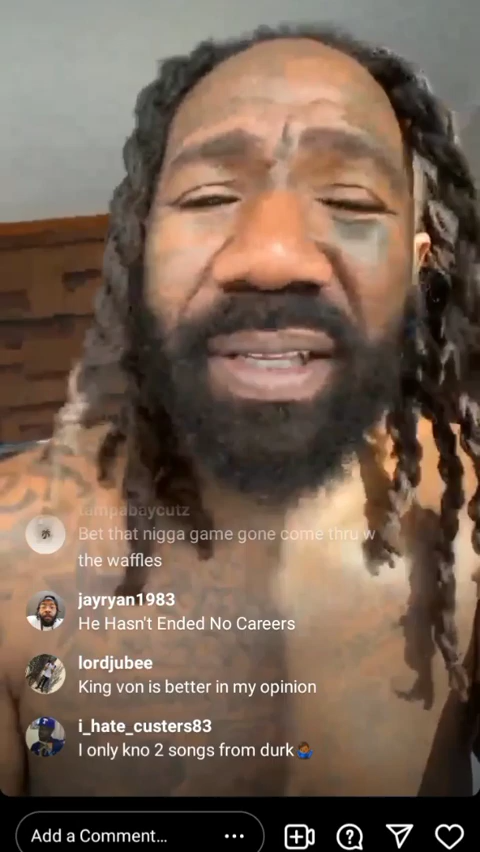 tampabaycutz
Bet that nigga game gone come thru w
the waffles
jayryan1983
He Hasn't Ended No Careers
lordjubee
King von is better in my opinion
i_hate_custers83
I only kno 2 songs from durk🤷🏾‍♂️
Add a Comment...